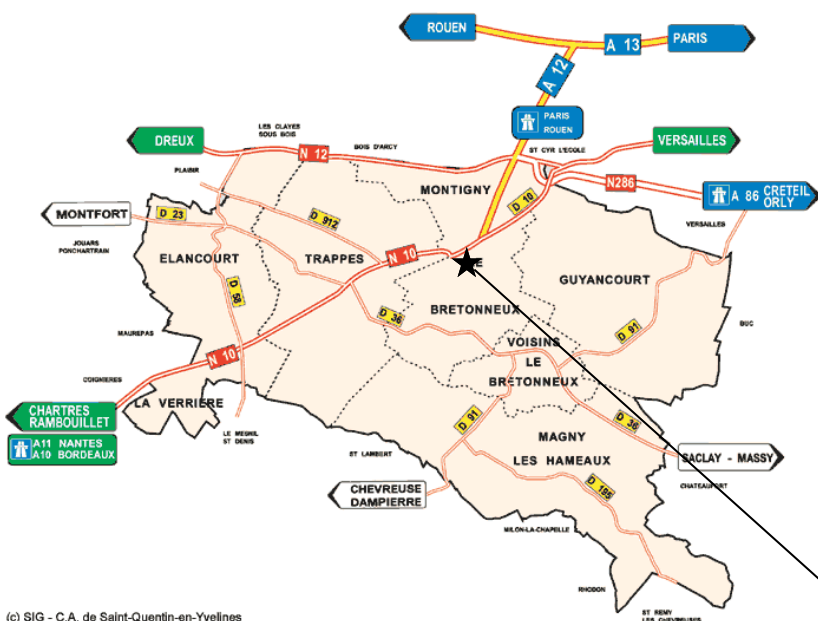 ROUEN
A 13
PARIS
A 12
PARIS
ROUEN
LES CLAYES
SOUS BOIS
DREUX
N 12
BOIS D'ARCY
ST CYR L'ECOLE
VERSAILLES
PLAISIR
MONTIGNY
D 10
N286
A 86 CRETEIL
ORLY
MONTFORT
D 23
D 912
VERSAILLES
JOUARS
PONCHARTRAIN
ELANCOURT
TRAPPES
N 10
LE
GUYANCOURT
D 58
D 36
BRETONNEUX
D 91
BUC
MAUREPAS
N 10
VOISINS
LE
BRETONNEUX
COIGNIERES
LA VERRIERE
CHARTRES
RAMBOUILLET
A11 NANTES
A10 BORDEAUX
LE MESNIL
ST DENIS
D 91
D 36
MAGNY
LES HAMEAUX
ST LAMBERT
SACLAY - MASSY
CHATEAUFORT
CHEVREUSE
DAMPIERRE
D 195
MILON-LA-CHAPELLE
RHODON
ST REMY
LES CHEVREUSES
(c) SIG - C.A. de Saint-Quentin-en-Yvelines